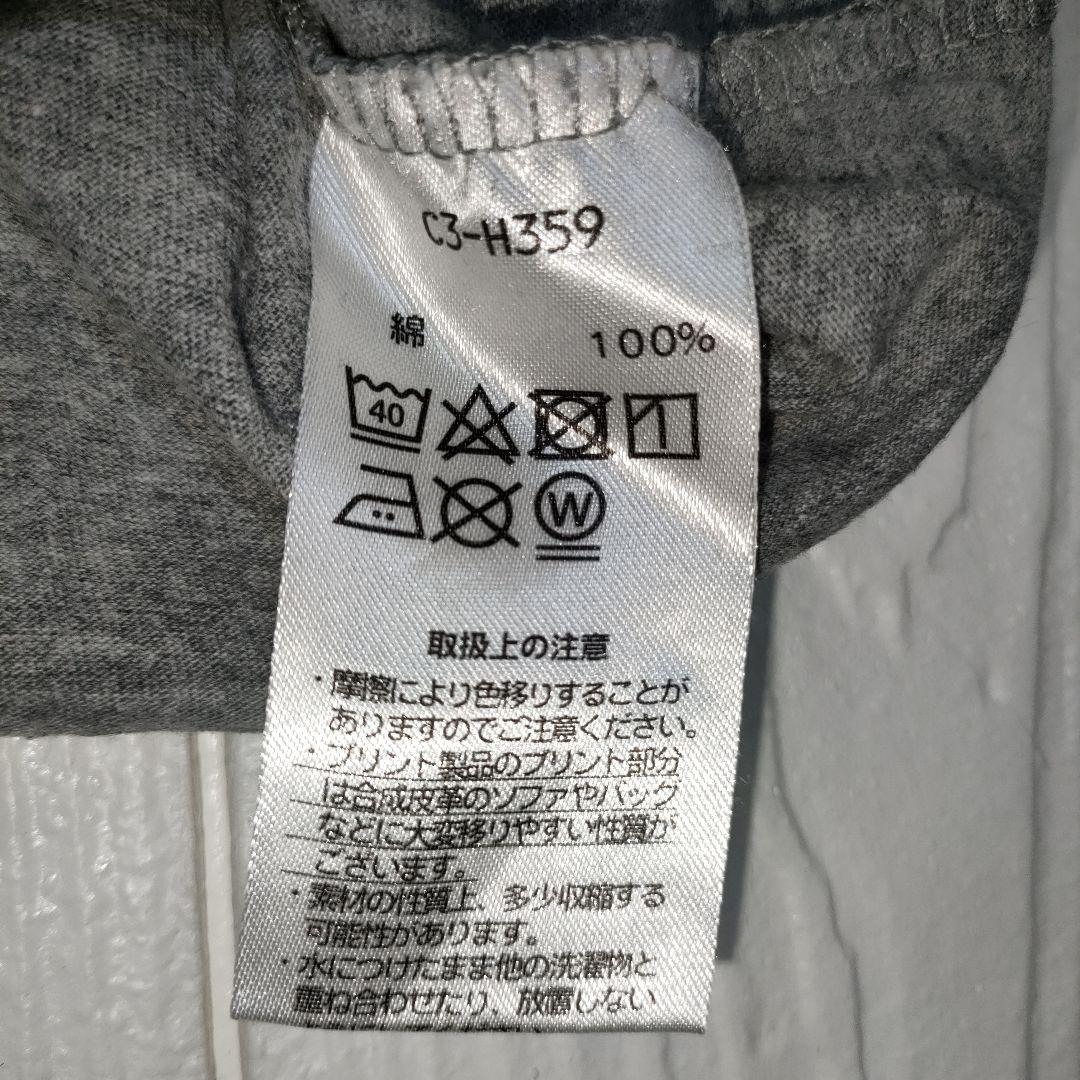 C3-H359
綿 100%
40
W
取扱上の注意
・摩擦により色移りすることが
ありますのでご注意ください。
・プリント製品のプリント部分
は合成皮革のソファやバック
などに大変移りやすい性質が
ございます。
・素材の性質上、多少収縮する
可能性があります。
・水につけたまま他の洗濯物と
重ね合わせたり、放置しない